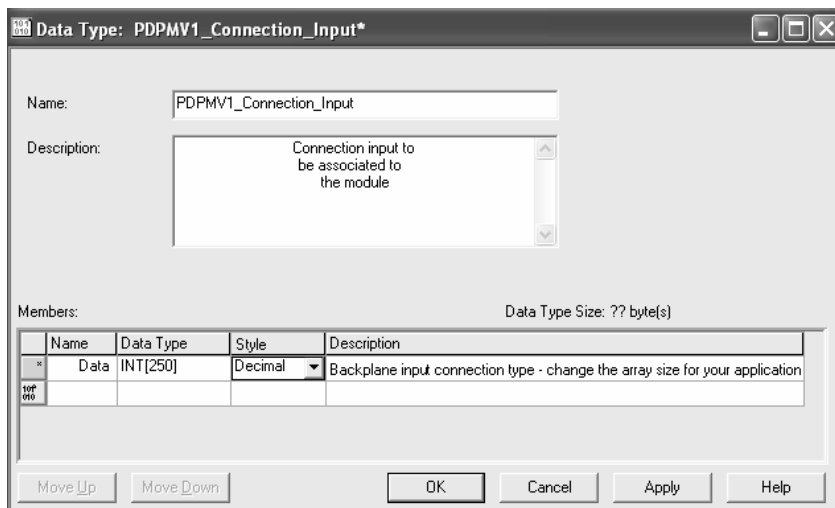 Data Type: PDPMV1_Connection_Input*
Name: PDPMV1_Connection_Input
Description: Connection input to
be associated to
the module
Members: Data Type Size: ?? byte(s)
Name Data Type Style Description
* Data INT[250] Decimal Backplane input connection type - change the array size for your application
Move Up Move Down OK Cancel Apply Help